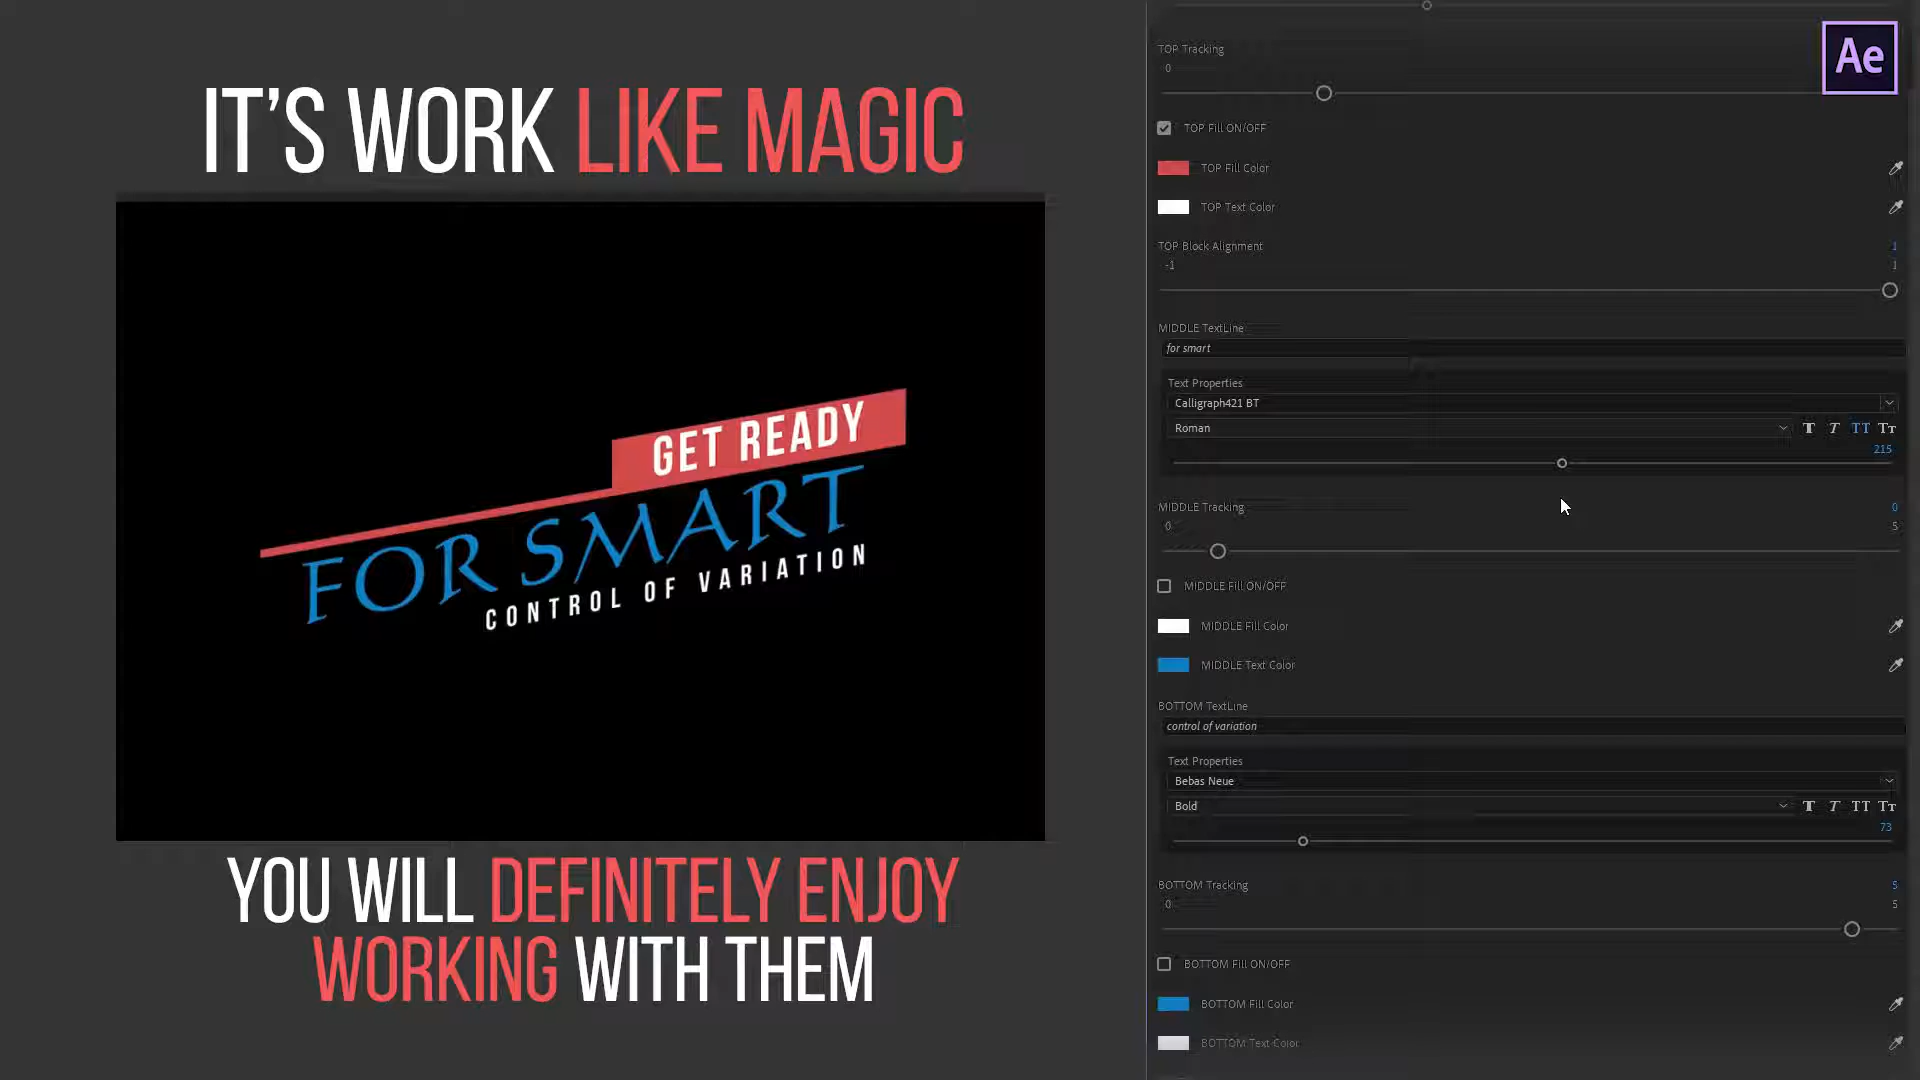 IT'S WORK LIKE MAGIC
GET READY
FOR SMART
CONTROL OF VARIATION
YOU WILL DEFINITELY ENJOY
WORKING WITH THEM
Ae
TOP Tracking
0
TOP Fill ON/OFF
TOP Fill Color
TOP Text Color
TOP Block Alignment
1
-1
1
MIDDLE TextLine
for smart
Text Properties
Calligraph421 BT
Roman
T T TT Tт
215
MIDDLE Tracking
0
0
5
MIDDLE Fill ON/OFF
MIDDLE Fill Color
MIDDLE Text Color
BOTTOM TextLine
control of variation
Text Properties
Bebas Neue
Bold
T T TT Tт
73
BOTTOM Tracking
5
0
5
BOTTOM Fill ON/OFF
BOTTOM Fill Color
BOTTOM Text Color